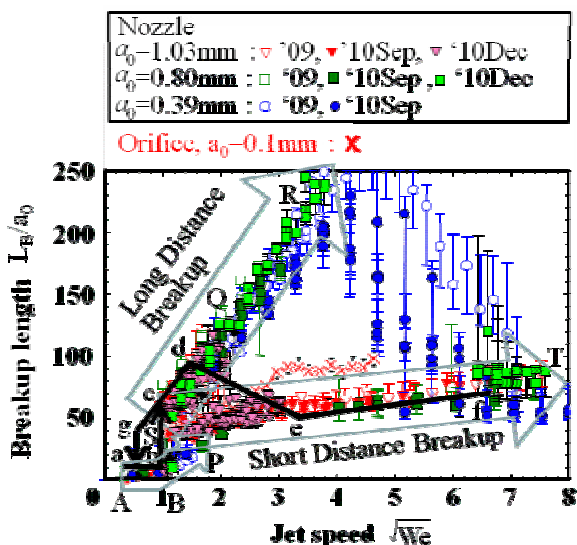 Nozzle
a₀=1.03mm : ▽ '09, ▼ '10Sep ▼ '10Dec
a₀=0.80mm : □ '09, ■ '10Sep , ■ '10Dec
a₀=0.39mm : ○ '09, ● '10Sep
Orifice, a₀=0.1mm : ×
250
200
150
100
50
Breakup length L_B/a₀
Long Distance
Breakup
R
Q
d
c
g
a
e
f
T
P
Short Distance Breakup
0 1 2 3 4 5 6 7 8
A B
Jet speed √We